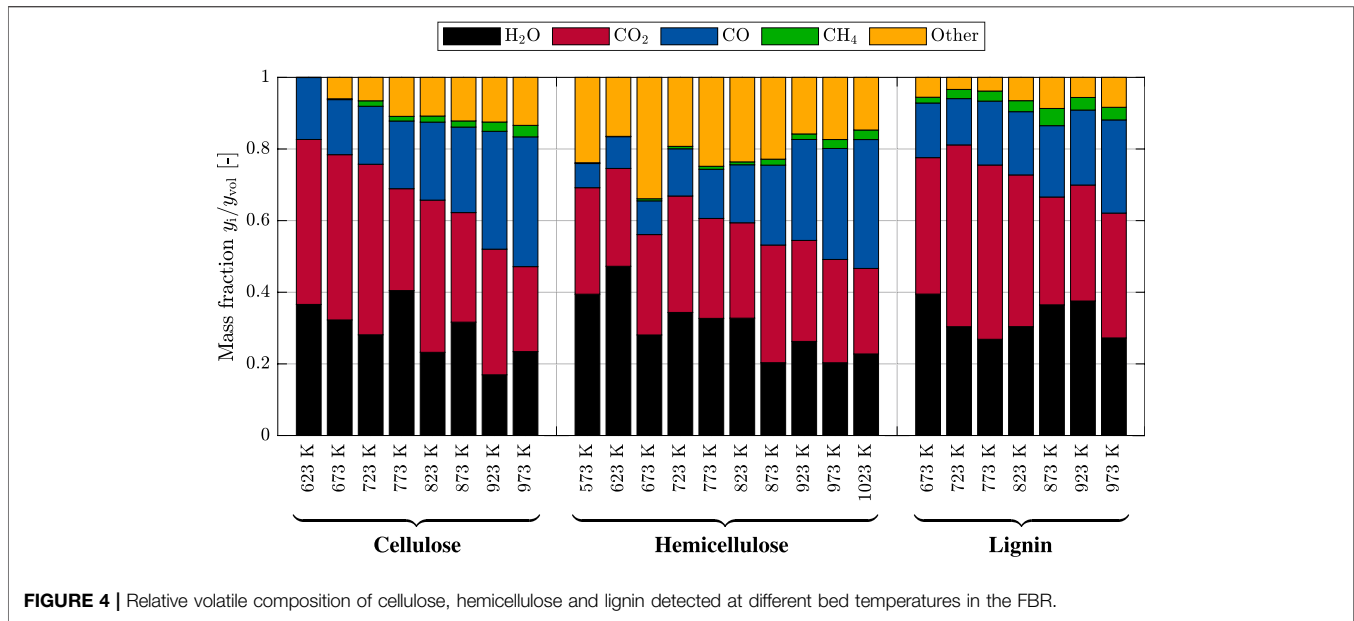 H₂O CO₂ CO CH₄ Other
Mass fraction yᵢ/yvol [-]
1
0.8
0.6
0.4
0.2
0
623 K 673 K 723 K 773 K 823 K 873 K 923 K 973 K 573 K 622 K 673 K 722 K 773 K 823 K 873 K 923 K 973 K 1023 K 673 K 723 K 773 K 823 K 873 K 923 K 973 K
Cellulose Hemicellulose Lignin
FIGURE 4 | Relative volatile composition of cellulose, hemicellulose and lignin detected at different bed temperatures in the FBR.